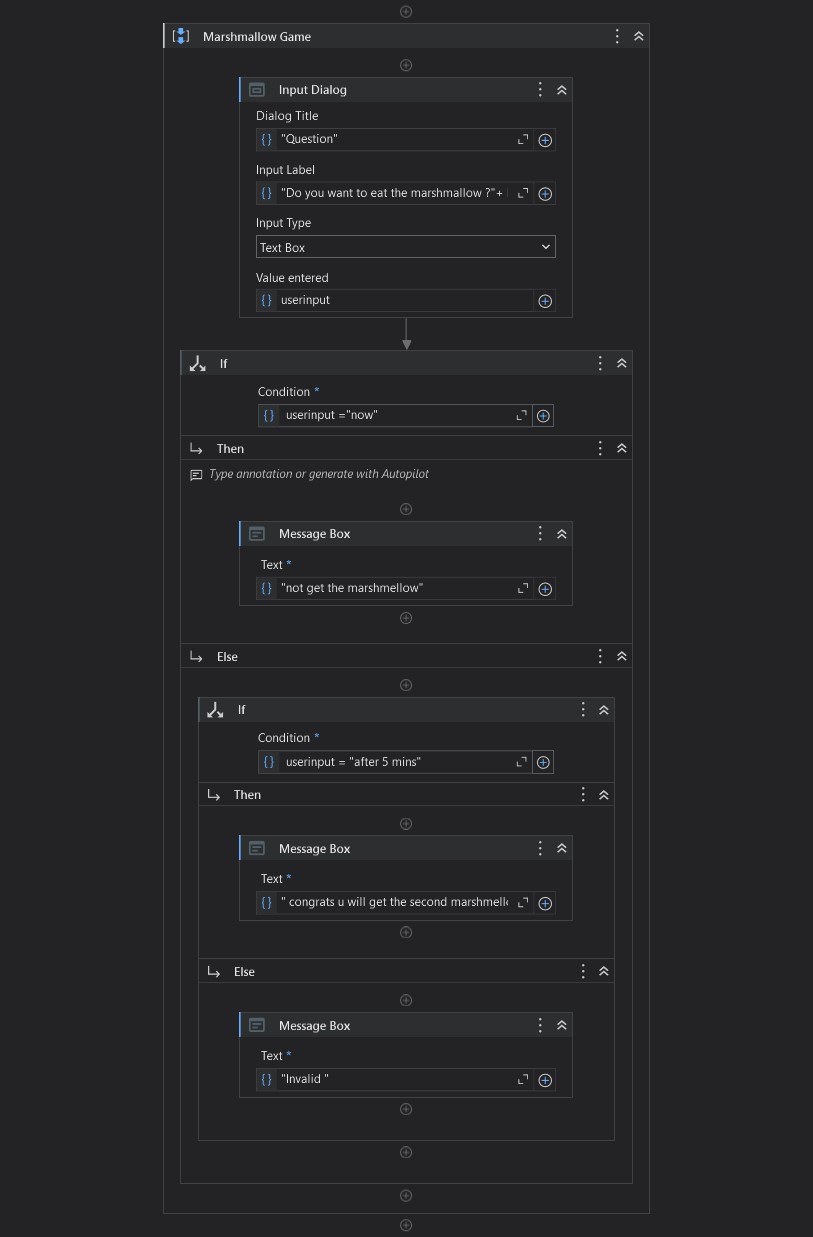 Marshmallow Game
Input Dialog
Dialog Title
"Question"
Input Label
"Do you want to eat the marshmallow ?"+
Input Type
Text Box
Value entered
userinput
If
Condition *
userinput ="now"
Then
Type annotation or generate with Autopilot
Message Box
Text *
"not get the marshmellow"
Else
If
Condition *
userinput = "after 5 mins"
Then
Message Box
Text *
" congrats u will get the second
Else
Message Box
Text *
"Invalid "